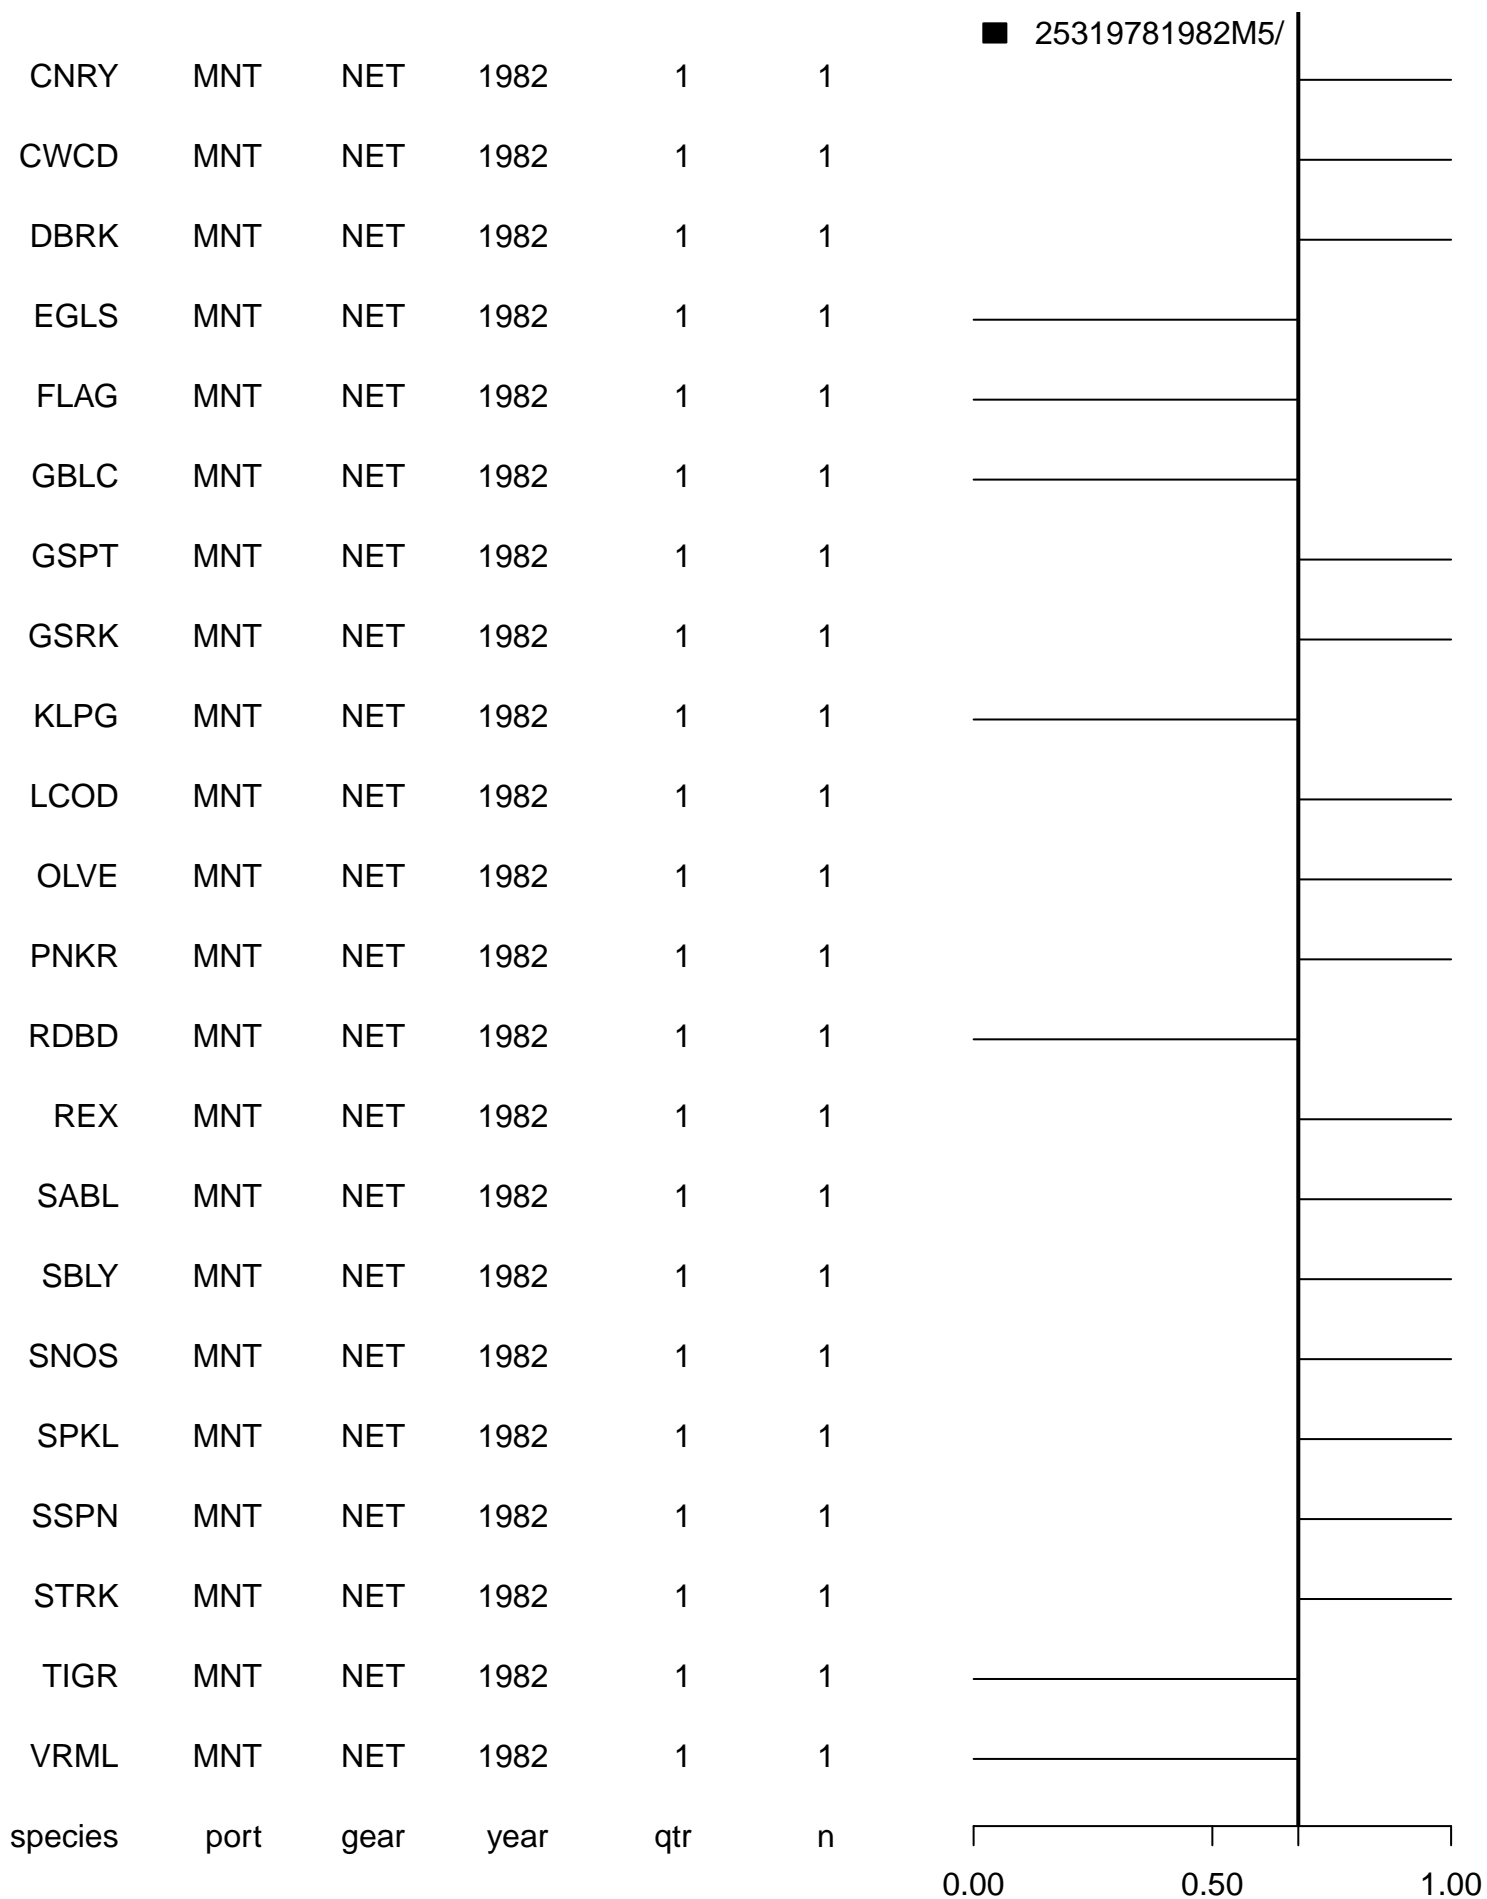 25319781982M5/
CNRY MNT NET 1982 1 1
CWCD MNT NET 1982 1 1
DBRK MNT NET 1982 1 1
EGLS MNT NET 1982 1 1
FLAG MNT NET 1982 1 1
GBLC MNT NET 1982 1 1
GSPT MNT NET 1982 1 1
GSRK MNT NET 1982 1 1
KLPG MNT NET 1982 1 1
LCOD MNT NET 1982 1 1
OLVE MNT NET 1982 1 1
PNKR MNT NET 1982 1 1
RDBD MNT NET 1982 1 1
REX MNT NET 1982 1 1
SABL MNT NET 1982 1 1
SBLY MNT NET 1982 1 1
SNOS MNT NET 1982 1 1
SPKL MNT NET 1982 1 1
SSPN MNT NET 1982 1 1
STRK MNT NET 1982 1 1
TIGR MNT NET 1982 1 1
VRML MNT NET 1982 1 1
species port gear year qtr n
0.00 0.50 1.00